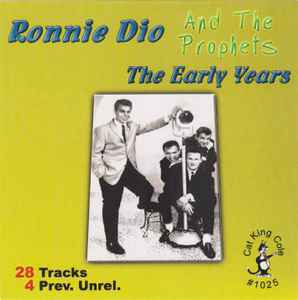 Ronnie Dio And The
Prophets
The Early Years
28 Tracks
4 Prev. Unrel.
Cat King Cole
#1025